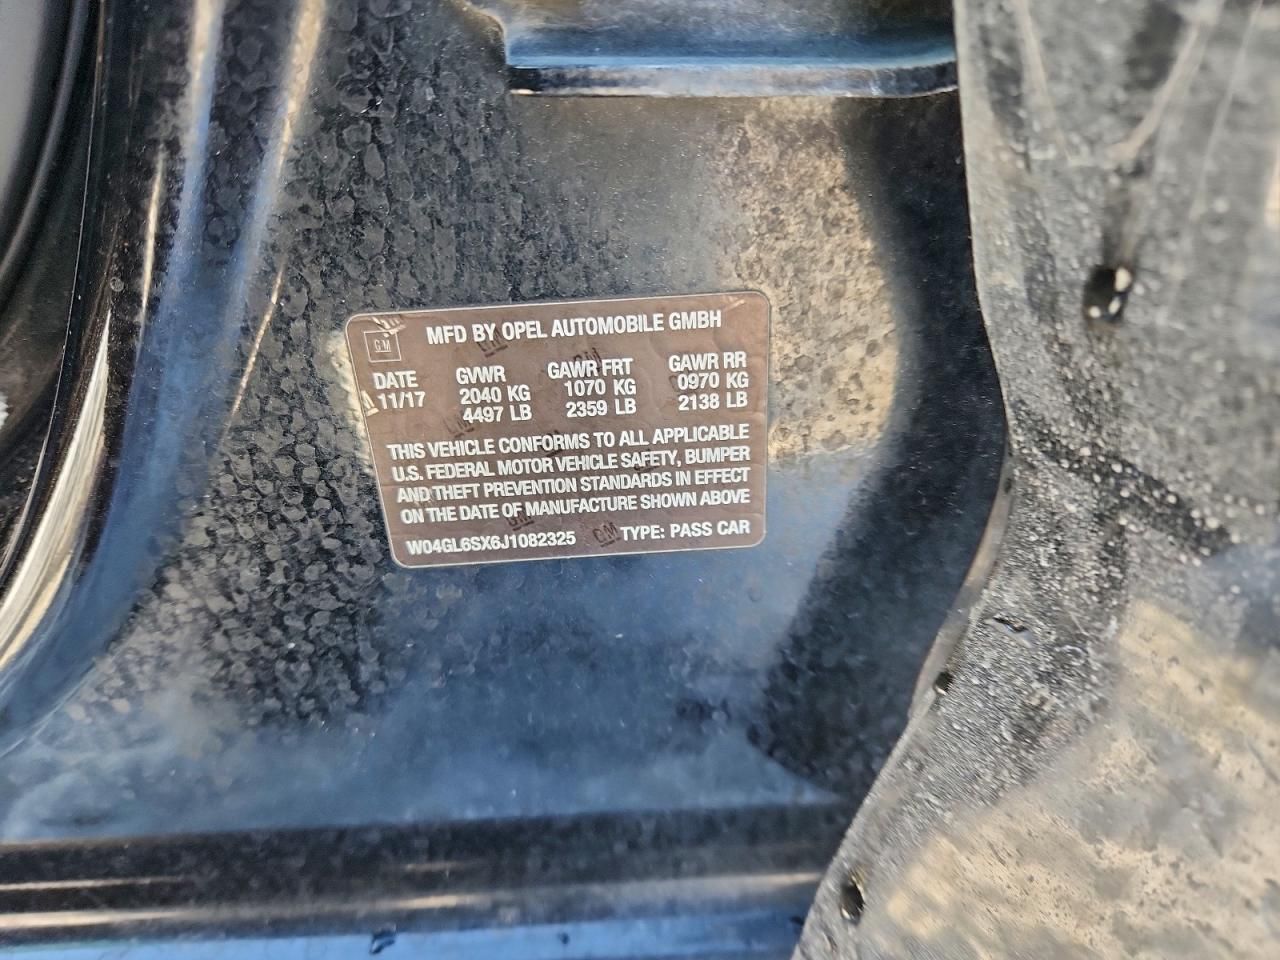 GM
MFD BY OPEL AUTOMOBILE GMBH
DATE GVWR GAWR FRT GAWR RR
11/17 2040 KG 1070 KG 0970 KG
4497 LB 2359 LB 2138 LB
THIS VEHICLE CONFORMS TO ALL APPLICABLE
U.S. FEDERAL MOTOR VEHICLE SAFETY, BUMPER
AND THEFT PREVENTION STANDARDS IN EFFECT
ON THE DATE OF MANUFACTURE SHOWN ABOVE
W04GL6SX6J1082325 TYPE: PASS CAR